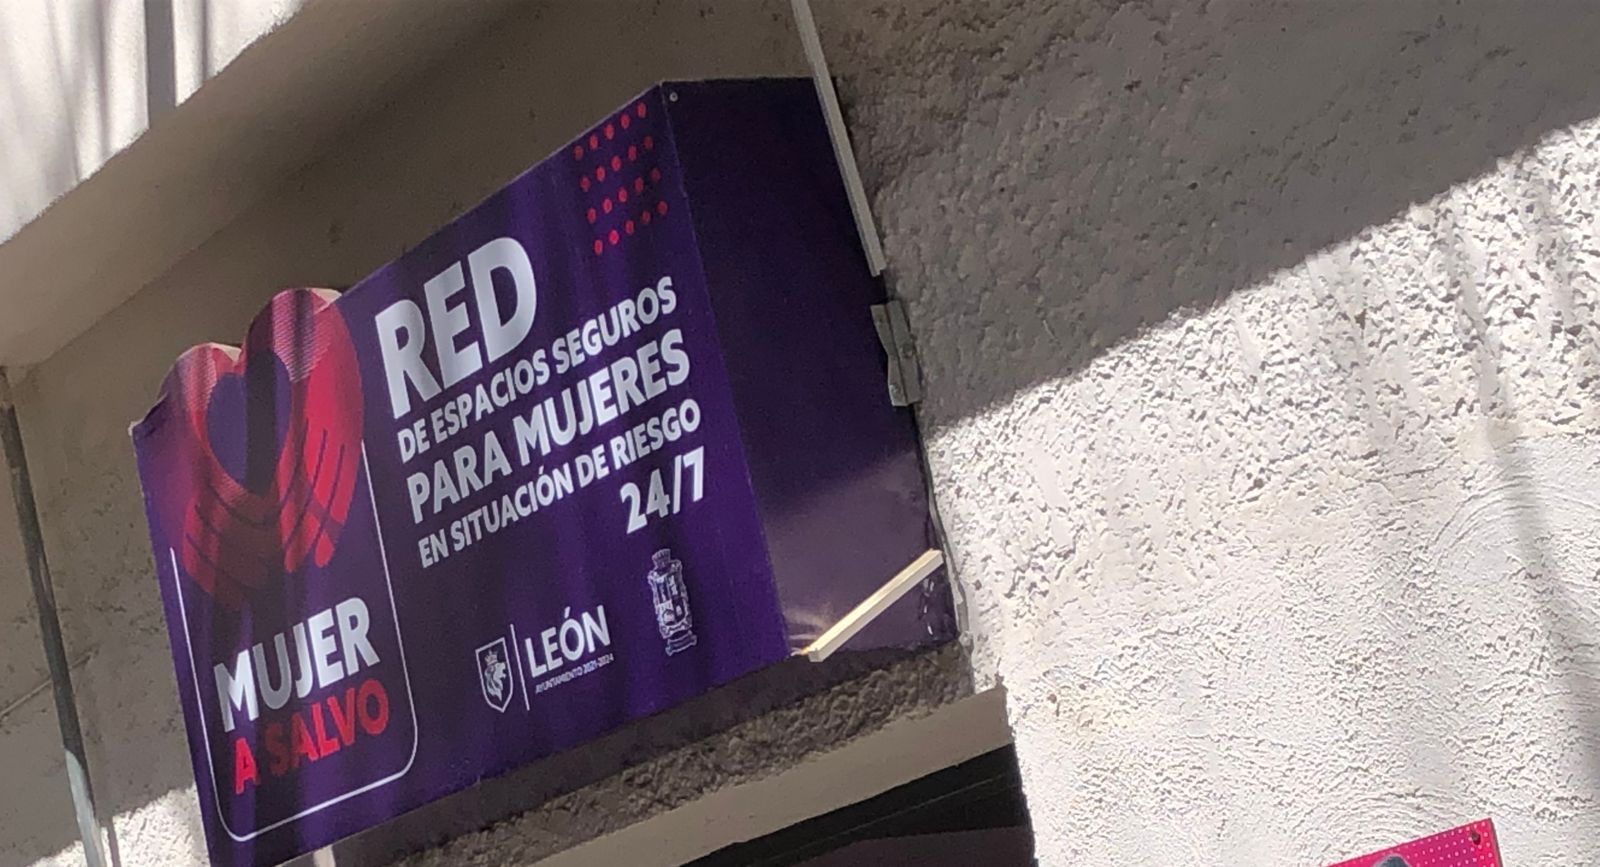 RED
DE ESPACIOS SEGUROS
PARA MUJERES
EN SITUACIÓN DE RIESGO
24/7
MUJER
A SALVO
LEÓN
AYUNTAMIENTO 2021-2024